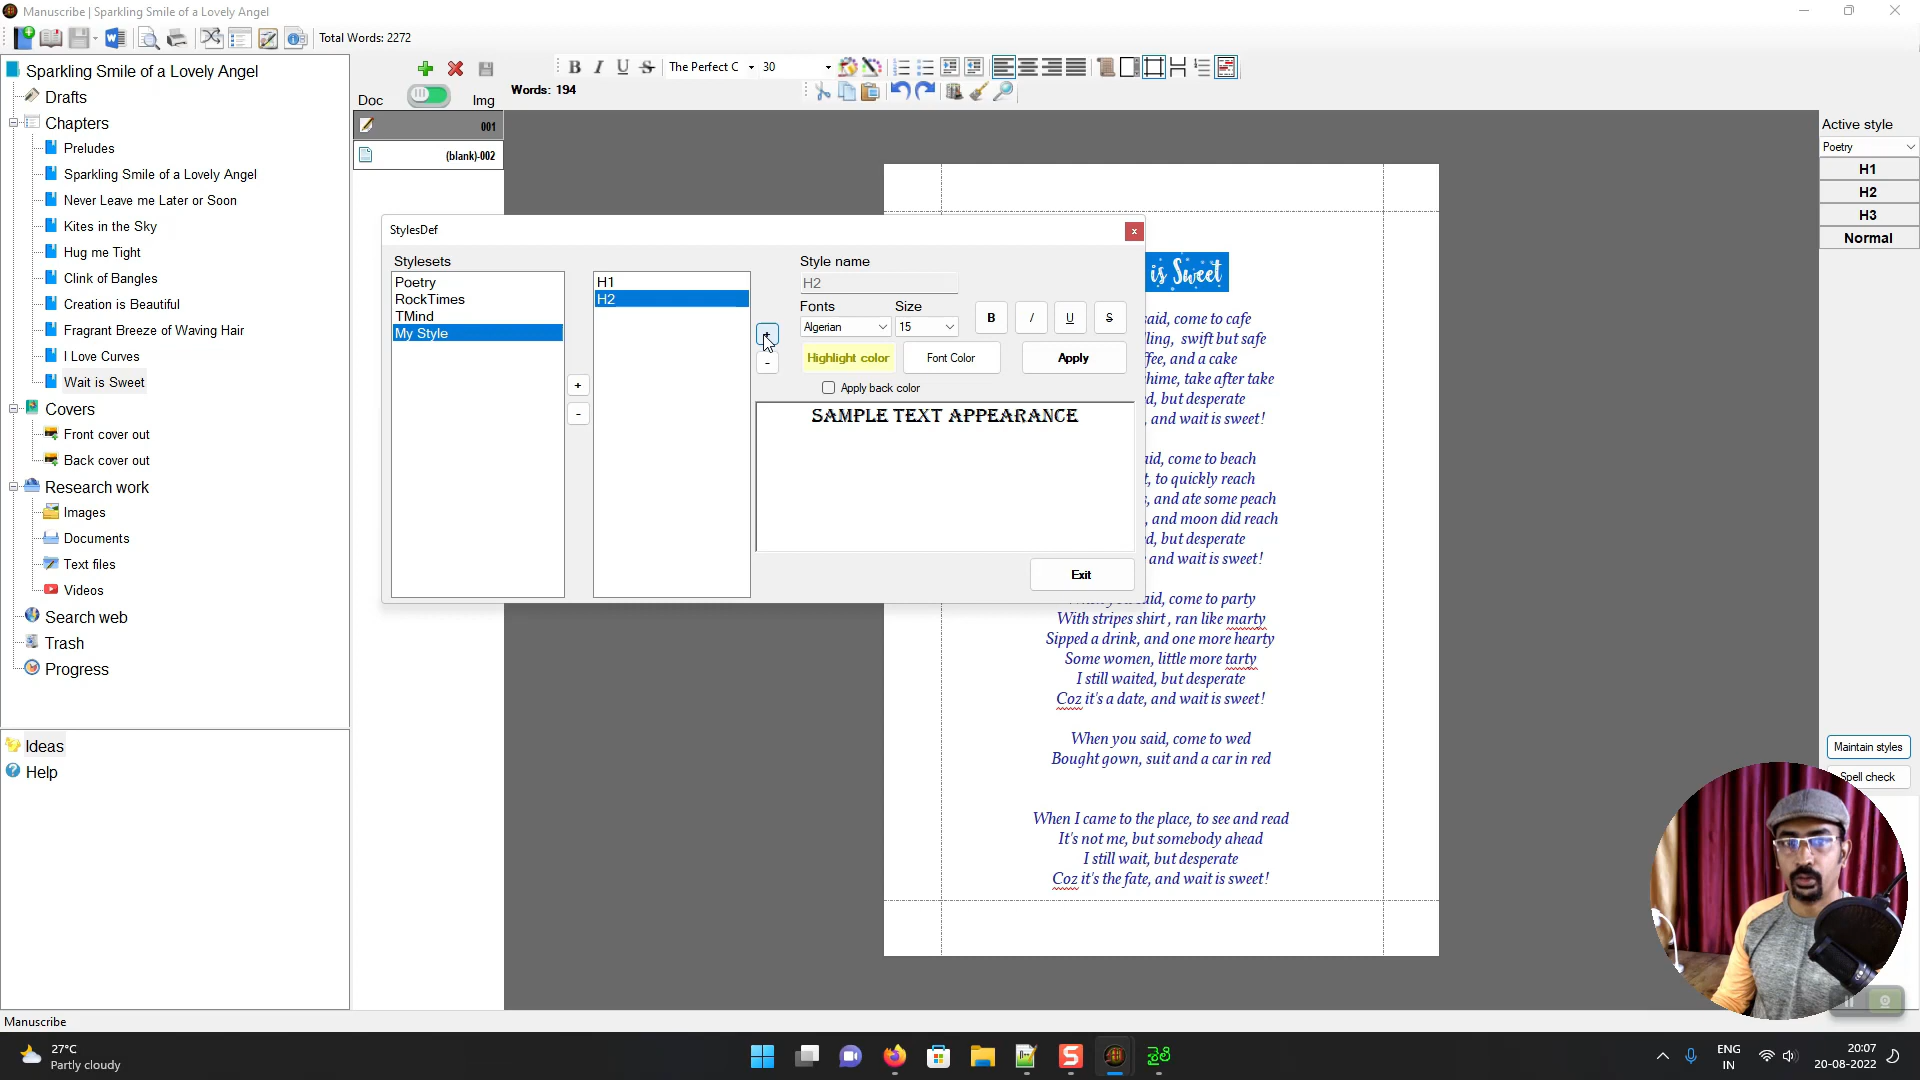 Manuscribe | Sparkling Smile of a Lovely Angel
Total Words: 2272
Sparkling Smile of a Lovely Angel
Drafts
Chapters
Preludes
Sparkling Smile of a Lovely Angel
Never Leave me Later or Soon
Kites in the Sky
Hug me Tight
Clink of Bangles
Creation is Beautiful
Fragrant Breeze of Waving Hair
I Love Curves
Wait is Sweet
Covers
Front cover out
Back cover out
Research work
Images
Documents
Text files
Videos
Search web
Trash
Progress
Ideas
Help
Doc
Img
001
(blank)-002
B I U S The Perfect C 30
Words: 194
StylesDef
x
Stylesets
Poetry
RockTimes
TMind
My Style
+
-
H1
H2
+
-
Style name
H2
Fonts Size
Algerian 15
B / U S
Highlight color Font Color Apply
Apply back color
SAMPLE TEXT APPEARANCE
Exit
is Sweet
said, come to cafe
ling, swift but safe
fee, and a cake
hime, take after take
d, but desperate
, and wait is sweet!
aid, come to beach
t, to quickly reach
s, and ate some peach
, and moon did reach
d, but desperate
and wait is sweet!
aid, come to party
With stripes shirt , ran like marty
Sipped a drink, and one more hearty
Some women, little more tarty
I still waited, but desperate
Coz it's a date, and wait is sweet!
When you said, come to wed
Bought gown, suit and a car in red
When I came to the place, to see and read
It's not me, but somebody ahead
I still wait, but desperate
Coz it's the fate, and wait is sweet!
Active style
Poetry
H1
H2
H3
Normal
Maintain styles
Spell check
Manuscribe
27°C
Partly cloudy
S
శైలి
ENG
IN
20:07
20-08-2022